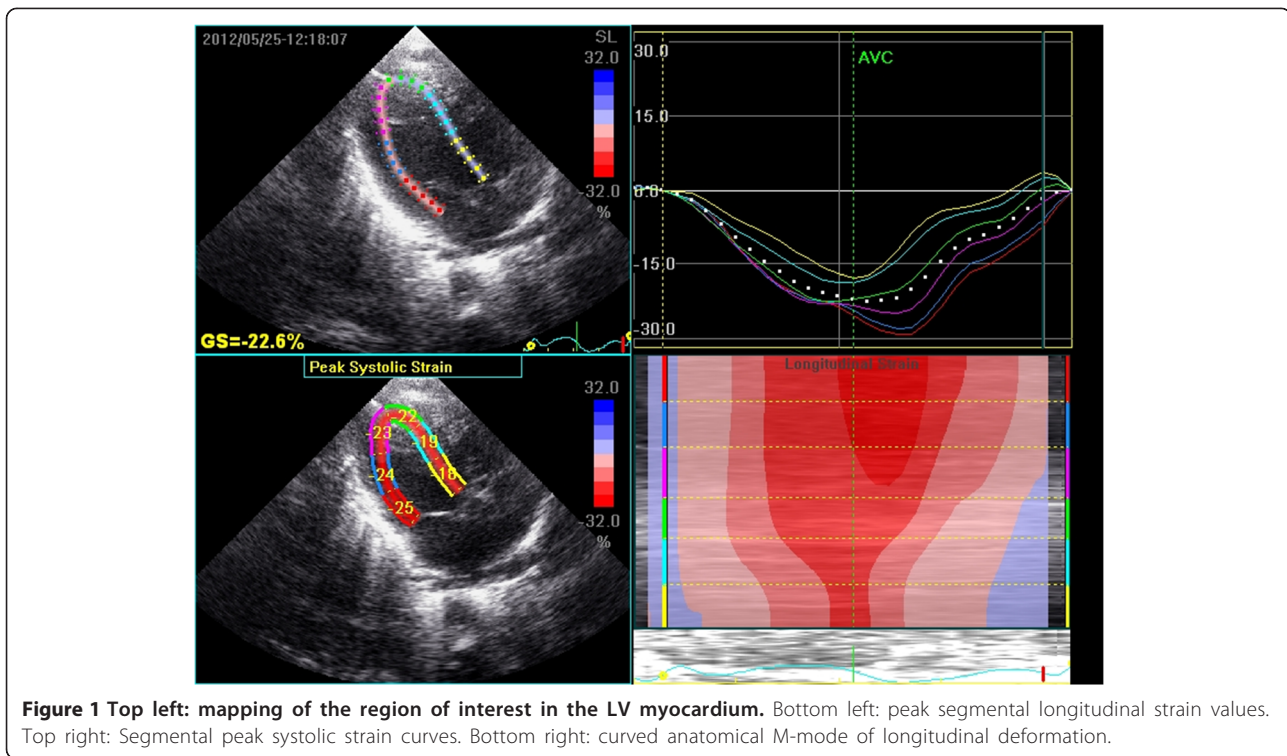 2012/05/25-12:18:07
SL
32.0
-32.0
%
GS=-22.6%
30.0
15.0
0.0
-15.0
-30.0
AVC
Peak Systolic Strain
32.0
-32.0
%
-22
-23
-19
-24
-18
-25
Longitudinal Strain
Figure 1 Top left: mapping of the region of interest in the LV myocardium. Bottom left: peak segmental longitudinal strain values.
Top right: Segmental peak systolic strain curves. Bottom right: curved anatomical M-mode of longitudinal deformation.